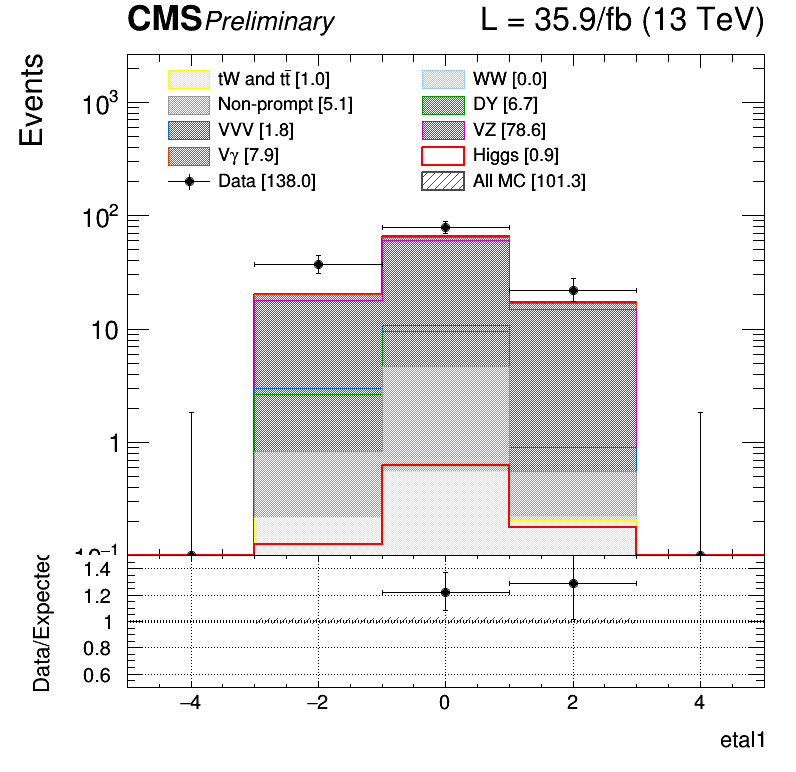 CMS Preliminary L = 35.9/fb (13 TeV)
Events
tW and tt̄ [1.0] WW [0.0]
Non-prompt [5.1] DY [6.7]
VVV [1.8] VZ [78.6]
Vγ [7.9] Higgs [0.9]
Data [138.0] All MC [101.3]
10³
10²
10
1
Data/Expected
1.4
1.2
1
0.8
0.6
−4 −2 0 2 4
etal1